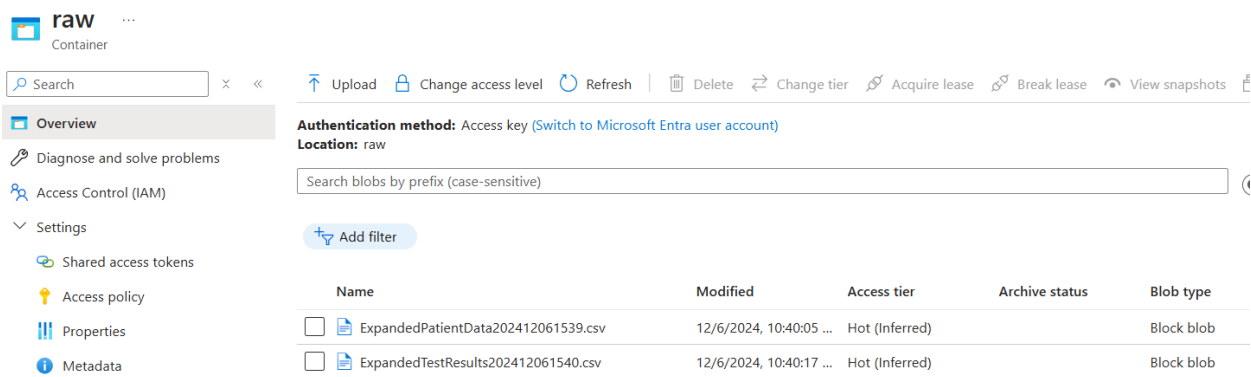 raw ...
Container
Search
Upload Change access level Refresh Delete Change tier Acquire lease Break lease View snapshots
Overview
Authentication method: Access key (Switch to Microsoft Entra user account)
Location: raw
Diagnose and solve problems
Search blobs by prefix (case-sensitive)
Access Control (IAM)
Settings
Add filter
Shared access tokens
Access policy
Name Modified Access tier Archive status Blob type
Properties
ExpandedPatientData202412061539.csv 12/6/2024, 10:40:05 ... Hot (Inferred) Block blob
Metadata
ExpandedTestResults202412061540.csv 12/6/2024, 10:40:17 ... Hot (Inferred) Block blob